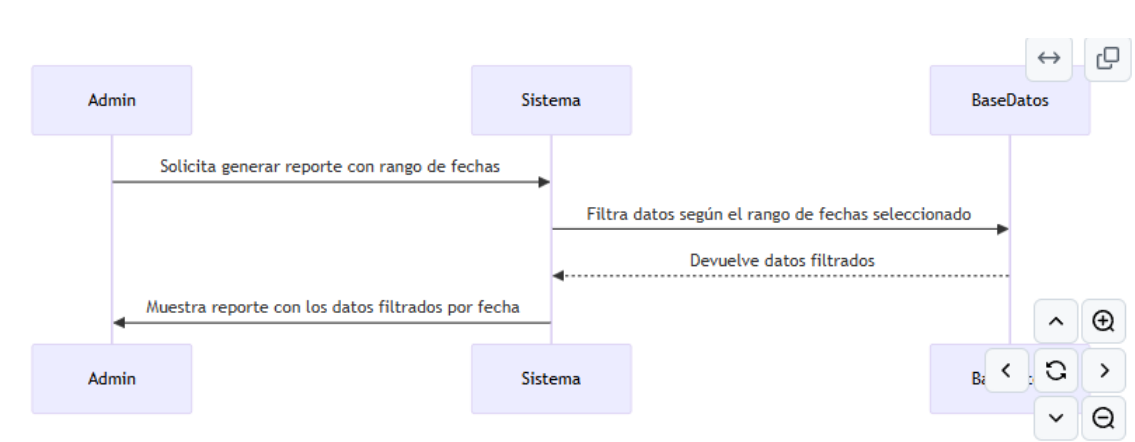 Admin
Sistema
BaseDatos
Solicita generar reporte con rango de fechas
Filtra datos según el rango de fechas seleccionado
Devuelve datos filtrados
Muestra reporte con los datos filtrados por fecha
Admin
Sistema